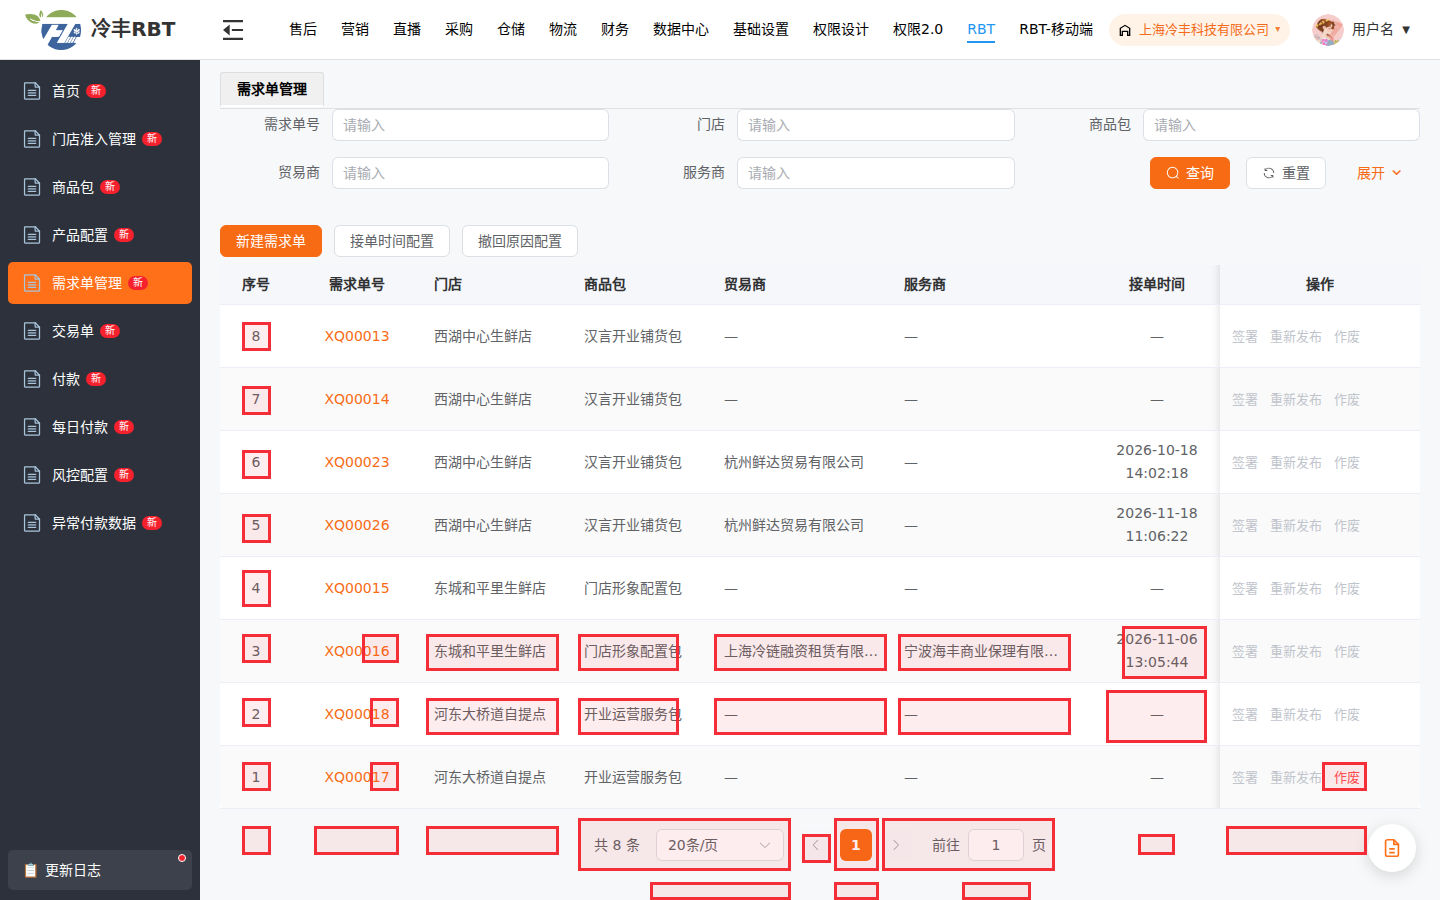 冷丰RBT
售后 营销 直播 采购 仓储 物流 财务 数据中心 基础设置 权限设计 权限2.0 RBT RBT-移动端 上海冷丰科技有限公司 ▾ 用户名 ▼
首页 新
门店准入管理 新
商品包 新
产品配置 新
需求单管理 新
交易单 新
付款 新
每日付款 新
风控配置 新
异常付款数据 新
更新日志
需求单管理
需求单号 请输入 门店 请输入 商品包 请输入
贸易商 请输入 服务商 请输入 查询 重置 展开
新建需求单 接单时间配置 撤回原因配置
序号 需求单号 门店 商品包 贸易商 服务商 接单时间 操作
8 XQ00013 西湖中心生鲜店 汉言开业铺货包 — — — 签署 重新发布 作废
7 XQ00014 西湖中心生鲜店 汉言开业铺货包 — — — 签署 重新发布 作废
6 XQ00023 西湖中心生鲜店 汉言开业铺货包 杭州鲜达贸易有限公司 — 2026-10-18 14:02:18 签署 重新发布 作废
5 XQ00026 西湖中心生鲜店 汉言开业铺货包 杭州鲜达贸易有限公司 — 2026-11-18 11:06:22 签署 重新发布 作废
4 XQ00015 东城和平里生鲜店 门店形象配置包 — — — 签署 重新发布 作废
3 XQ00016 东城和平里生鲜店 门店形象配置包 上海冷链融资租赁有限... 宁波海丰商业保理有限... 2026-11-06 13:05:44 签署 重新发布 作废
2 XQ00018 河东大桥道自提点 开业运营服务包 — — — 签署 重新发布 作废
1 XQ00017 河东大桥道自提点 开业运营服务包 — — — 签署 重新发布 作废
共 8 条 20条/页 1 前往 1 页